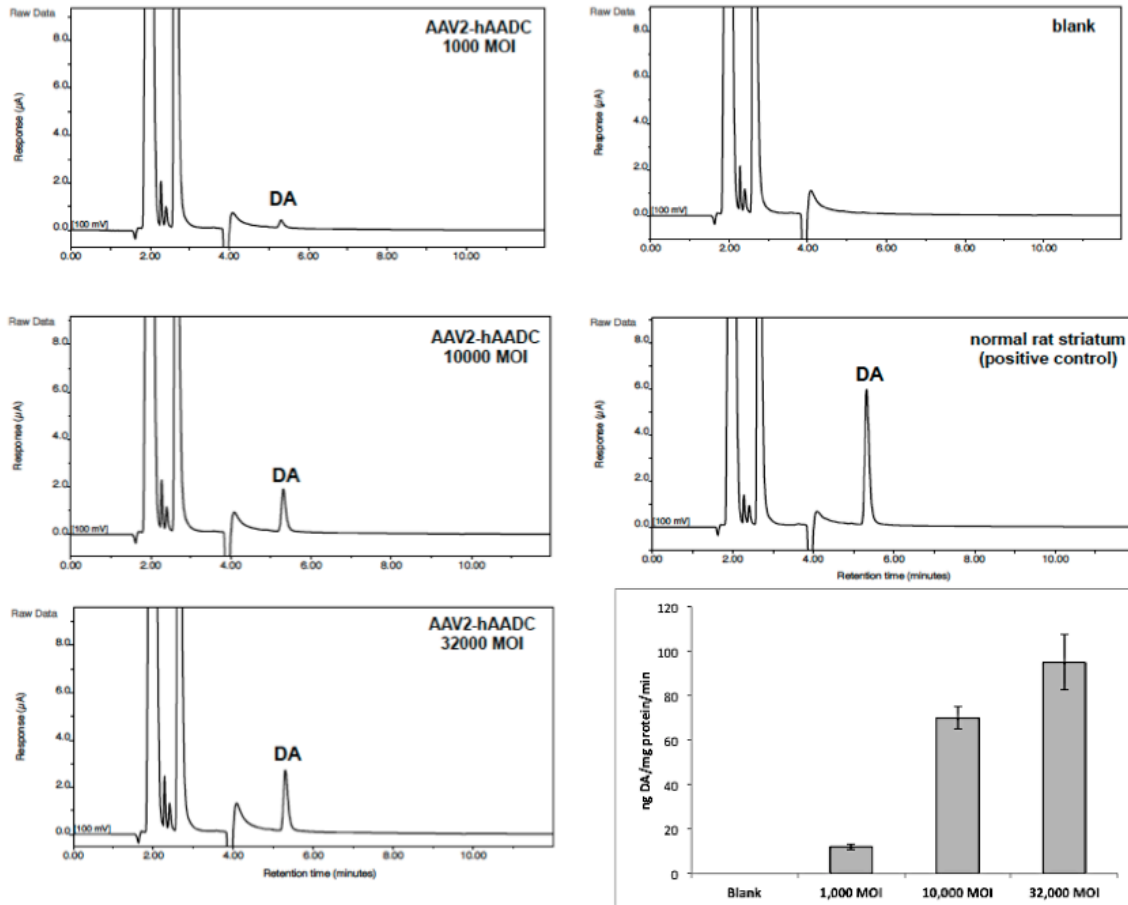 Raw Data
AAV2-hAADC
1000 MOI
Response (µA)
8.0
6.0
4.0
2.0
0.0
[100 mV]
DA
0.00 2.00 4.00 6.00 8.00 10.00
Retention time (minutes)
Raw Data
blank
Response (µA)
8.0
6.0
4.0
2.0
0.0
[100 mV]
0.00 2.00 4.00 6.00 8.00 10.00
Retention time (minutes)
Raw Data
AAV2-hAADC
10000 MOI
Response (µA)
8.0
6.0
4.0
2.0
0.0
[100 mV]
DA
0.00 2.00 4.00 6.00 8.00 10.00
Retention time (minutes)
Raw Data
normal rat striatum
(positive control)
Response (µA)
8.0
6.0
4.0
2.0
0.0
[100 mV]
DA
0.00 2.00 4.00 6.00 8.00 10.00
Retention time (minutes)
Raw Data
AAV2-hAADC
32000 MOI
Response (µA)
8.0
6.0
4.0
2.0
0.0
[100 mV]
DA
0.00 2.00 4.00 6.00 8.00 10.00
Retention time (minutes)
ng DA/mg protein/min
120
100
80
60
40
20
0
Blank 1,000 MOI 10,000 MOI 32,000 MOI